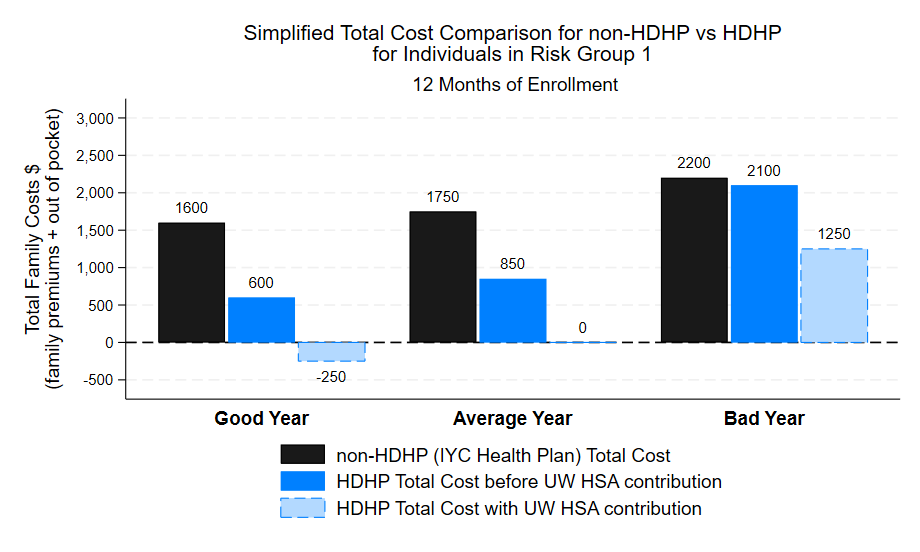 Simplified Total Cost Comparison for non-HDHP vs HDHP
for Individuals in Risk Group 1
12 Months of Enrollment
Total Family Costs $
(family premiums + out of pocket)
3,000
2,500
2,000
1,500
1,000
500
0
-500
1600
600
-250
1750
850
0
2200
2100
1250
Good Year
Average Year
Bad Year
non-HDHP (IYC Health Plan) Total Cost
HDHP Total Cost before UW HSA contribution
HDHP Total Cost with UW HSA contribution